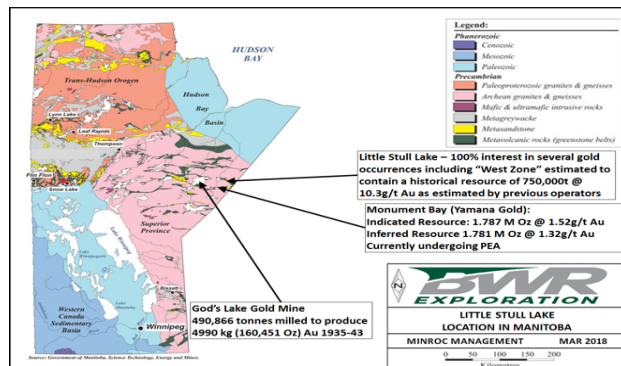 HUDSON
BAY
Trans-Hudson Orogen
Hudson
Bay
Basin
Lynn Lake
Leaf Rapids
Thompson
Flin Flon
Snow Lake
Superior
Province
Lake Winnipeg
Lake
Winnipegosis
Lake
Manitoba
Bissett
Winnipeg
Western
Canada
Sedimentary
Basin
Source: Government of Manitoba, Science Technology, Energy and Mines.
Legend:
Phanerozoic
Cenozoic
Mesozoic
Paleozoic
Precambrian
Paleoproterozoic granites & gneisses
Archean granites & gneisses
Mafic & ultramafic intrusive rocks
Metagreywacke
Metasandstone
Metavolcanic rocks (greenstone belts)
Little Stull Lake – 100% interest in several gold
occurrences including "West Zone" estimated to
contain a historical resource of 750,000t @
10.3g/t Au as estimated by previous operators
Monument Bay (Yamana Gold):
Indicated Resource: 1.787 M Oz @ 1.52g/t Au
Inferred Resource 1.781 M Oz @ 1.32g/t Au
Currently undergoing PEA
God's Lake Gold Mine
490,866 tonnes milled to produce
4990 kg (160,451 Oz) Au 1935-43
N
BWR
EXPLORATION
LITTLE STULL LAKE
LOCATION IN MANITOBA
MINROC MANAGEMENT MAR 2018
50 0 50 100 150 200
Kilometres